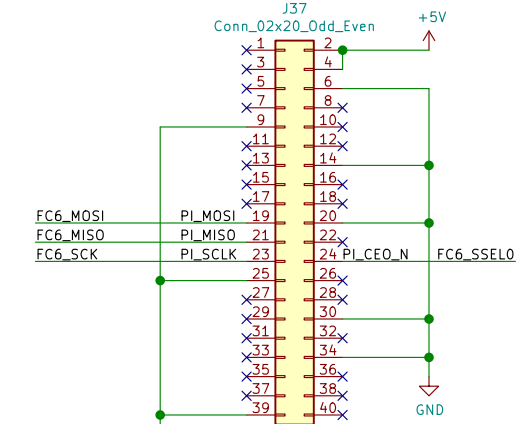 J37
Conn_02x20_Odd_Even
+5V
1 2
3 4
5 6
7 8
9 10
11 12
13 14
15 16
17 18
FC6_MOSI PI_MOSI 19 20
FC6_MISO PI_MISO 21 22
FC6_SCK PI_SCLK 23 24 PI_CEO_N FC6_SSEL0
25 26
27 28
29 30
31 32
33 34
35 36
37 38
39 40
GND